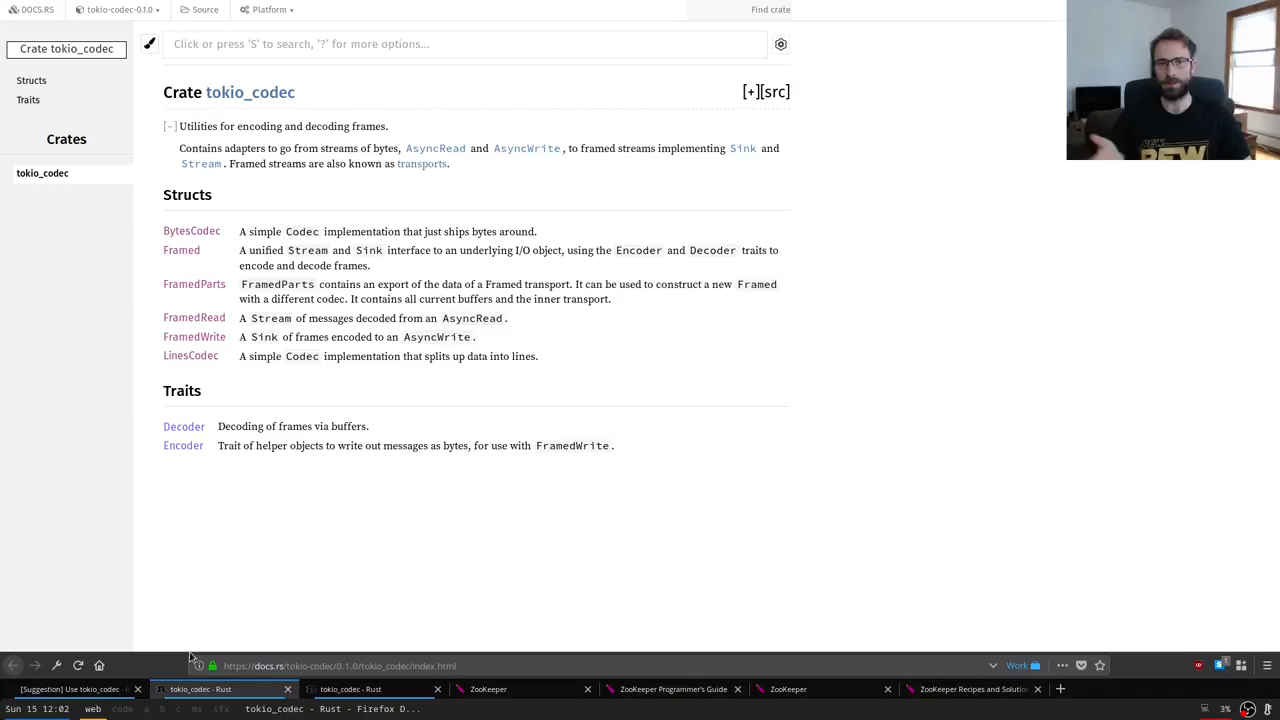 DOCS.RS
tokio-codec-0.1.0
Source
Platform
Find crate
Crate tokio_codec
Click or press 'S' to search, '?' for more options...
Structs
Traits
Crates
tokio_codec
Crate tokio_codec
[+][src]
[-] Utilities for encoding and decoding frames.
Contains adapters to go from streams of bytes, AsyncRead and AsyncWrite, to framed streams implementing Sink and
Stream. Framed streams are also known as transports.
Structs
BytesCodec A simple Codec implementation that just ships bytes around.
Framed A unified Stream and Sink interface to an underlying I/O object, using the Encoder and Decoder traits to
encode and decode frames.
FramedParts FramedParts contains an export of the data of a Framed transport. It can be used to construct a new Framed
with a different codec. It contains all current buffers and the inner transport.
FramedRead A Stream of messages decoded from an AsyncRead.
FramedWrite A Sink of frames encoded to an AsyncWrite.
LinesCodec A simple Codec implementation that splits up data into lines.
Traits
Decoder Decoding of frames via buffers.
Encoder Trait of helper objects to write out messages as bytes, for use with FramedWrite.
PEW
PEW
https://docs.rs/tokio-codec/0.1.0/tokio_codec/index.html
Work
[Suggestion] Use tokio_codec
tokio_codec - Rust
tokio_codec - Rust
ZooKeeper
ZooKeeper Programmer's Guide
ZooKeeper
ZooKeeper Recipes and Solution
Sun 15 12:02 web code a b c mx sfx tokio_codec - Rust - Firefox D...
3%